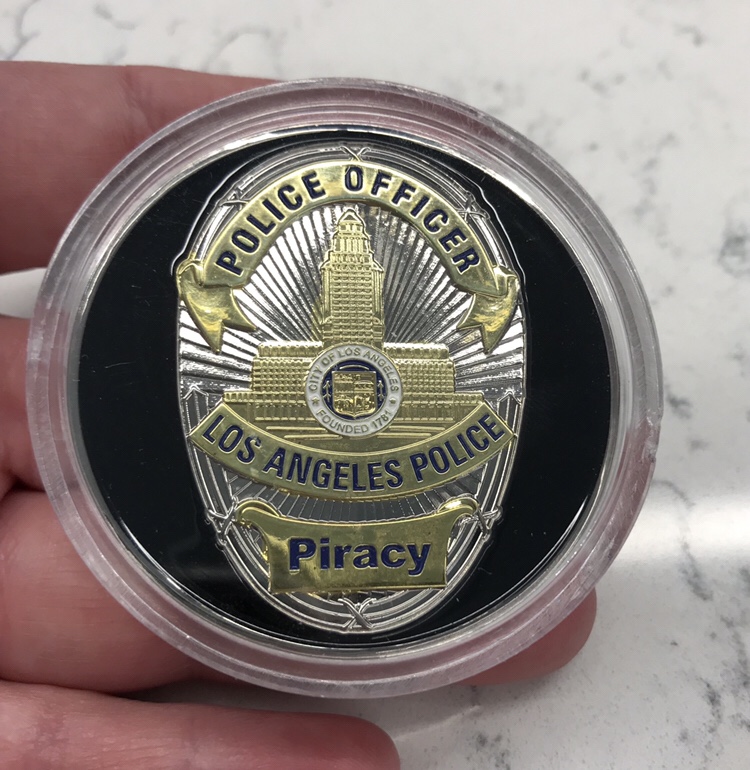 POLICE OFFICER
CITY OF LOS ANGELES
FOUNDED 1781
LOS ANGELES POLICE
Piracy